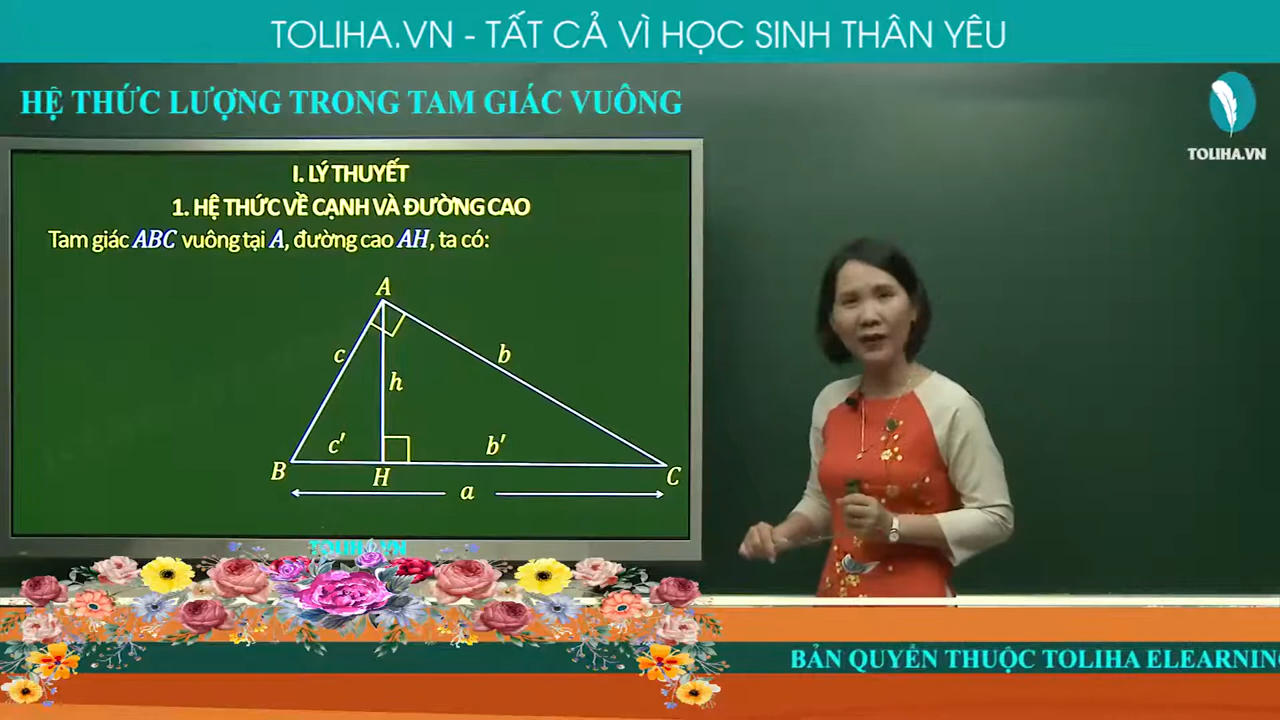 TOLIHA.VN - TẤT CẢ VÌ HỌC SINH THÂN YÊU
HỆ THỨC LƯỢNG TRONG TAM GIÁC VUÔNG
TOLIHA.VN
I. LÝ THUYẾT
1. HỆ THỨC VỀ CẠNH VÀ ĐƯỜNG CAO
Tam giác ABC vuông tại A, đường cao AH, ta có:
A
c
b
h
c'
b'
B
H
C
a
TOLIHA.VN
BẢN QUYỀN THUỘC TOLIHA ELEARNING